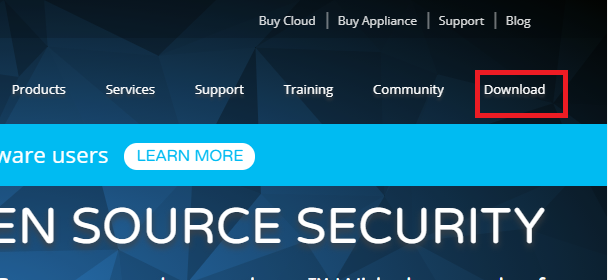 Buy Cloud | Buy Appliance | Support | Blog
Products Services Support Training Community Download
ware users LEARN MORE
EN SOURCE SECURITY